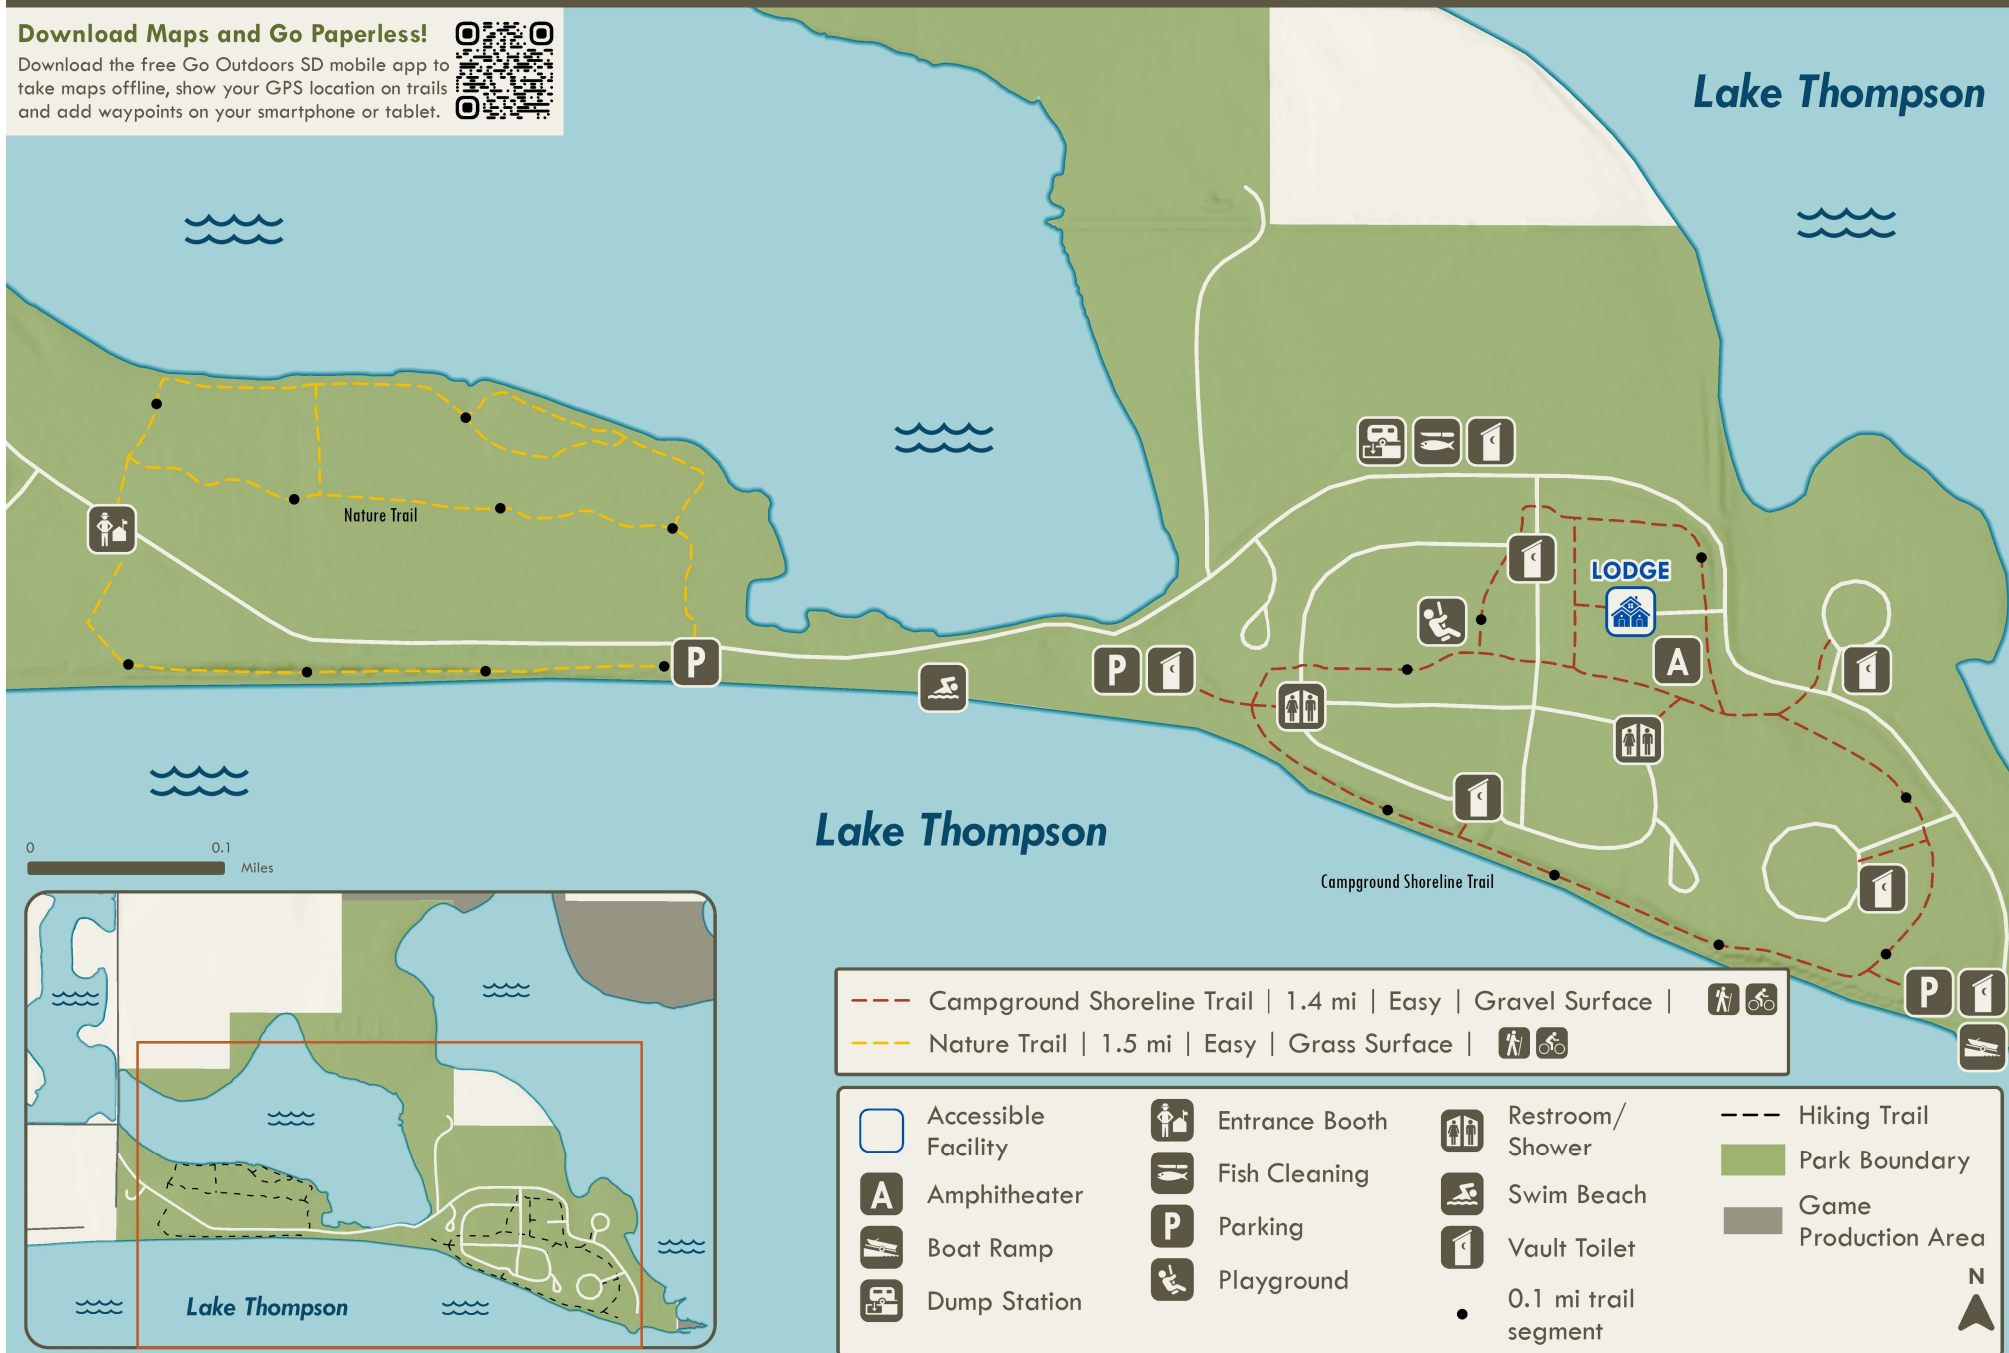 Download Maps and Go Paperless!
Download the free Go Outdoors SD mobile app to
take maps offline, show your GPS location on trails
and add waypoints on your smartphone or tablet.
Lake Thompson
Nature Trail
LODGE
P
P
A
Lake Thompson
Campground Shoreline Trail
0 0.1
Miles
P
Campground Shoreline Trail | 1.4 mi | Easy | Gravel Surface |
Nature Trail | 1.5 mi | Easy | Grass Surface |
Accessible
Facility
A Amphitheater
Boat Ramp
Dump Station
Entrance Booth
Fish Cleaning
P Parking
Playground
Restroom/
Shower
Swim Beach
Vault Toilet
0.1 mi trail
segment
Hiking Trail
Park Boundary
Game
Production Area
N
Lake Thompson